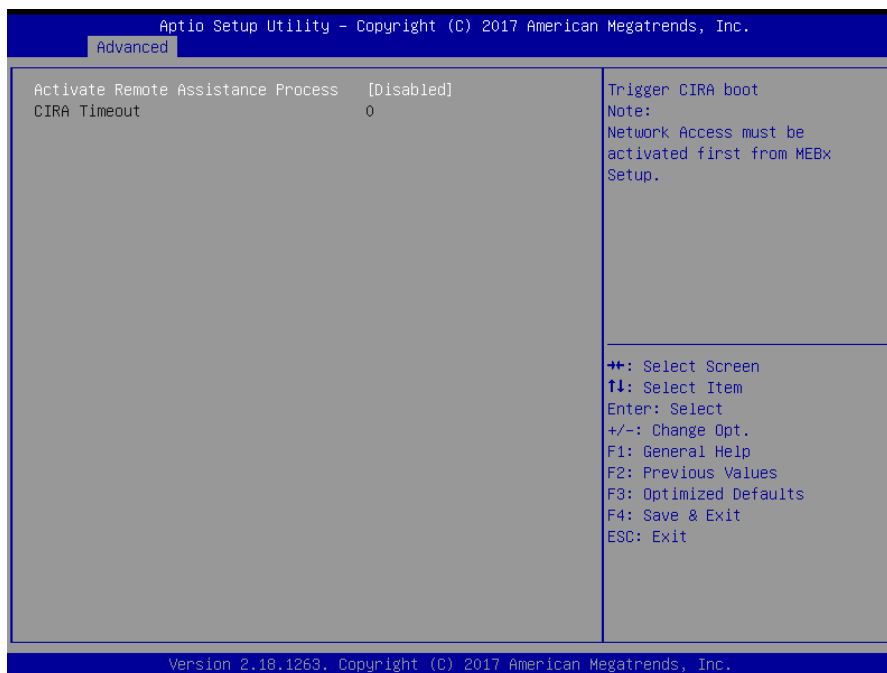 Aptio Setup Utility – Copyright (C) 2017 American Megatrends, Inc.
Advanced
Activate Remote Assistance Process [Disabled]
CIRA Timeout 0
Trigger CIRA boot
Note:
Network Access must be
activated first from MEBx
Setup.
→←: Select Screen
↑↓: Select Item
Enter: Select
+/-: Change Opt.
F1: General Help
F2: Previous Values
F3: Optimized Defaults
F4: Save & Exit
ESC: Exit
Version 2.18.1263. Copyright (C) 2017 American Megatrends, Inc.